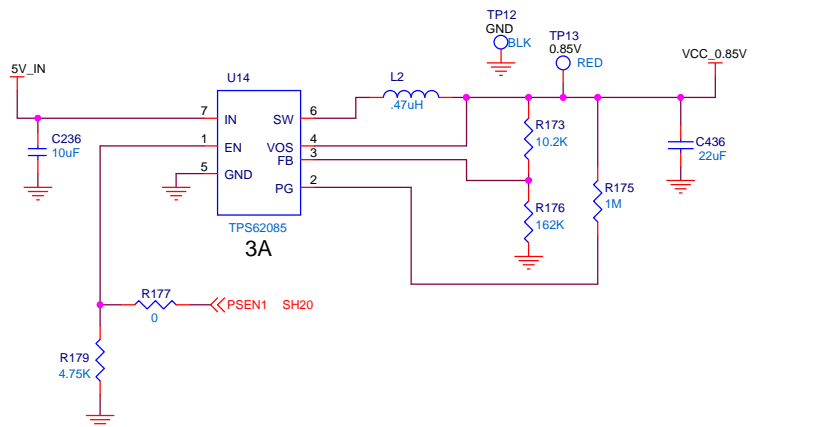 TP12
GND
BLK
TP13
0.85V
RED
VCC_0.85V
5V_IN
U14
L2
.47uH
7 IN
SW 6
1 EN
VOS 4
FB 3
5 GND
PG 2
C236
10uF
R173
10.2K
C436
22uF
R175
1M
R176
162K
TPS62085
3A
R177
0
PSEN1 SH20
R179
4.75K